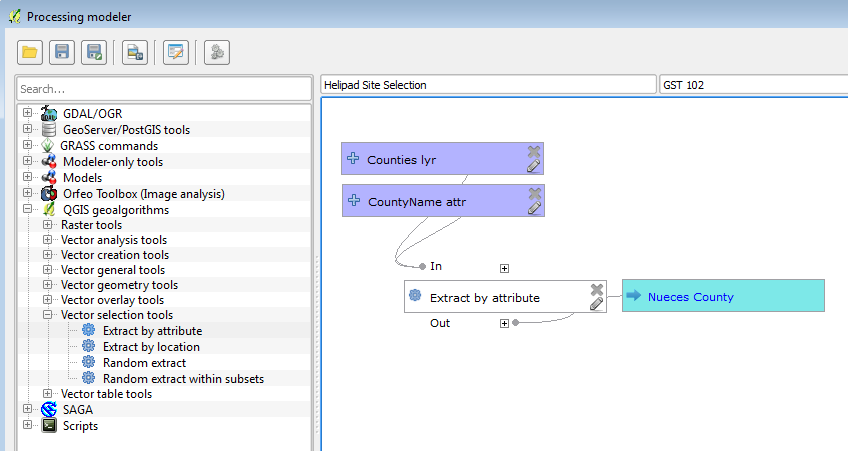 Processing modeler
Search...
Helipad Site Selection
GST 102
GDAL/OGR
GeoServer/PostGIS tools
GRASS commands
Modeler-only tools
Models
Orfeo Toolbox (Image analysis)
QGIS geoalgorithms
Raster tools
Vector analysis tools
Vector creation tools
Vector general tools
Vector geometry tools
Vector overlay tools
Vector selection tools
Extract by attribute
Extract by location
Random extract
Random extract within subsets
Vector table tools
SAGA
Scripts
Counties lyr
CountyName attr
In
Extract by attribute
Nueces County
Out